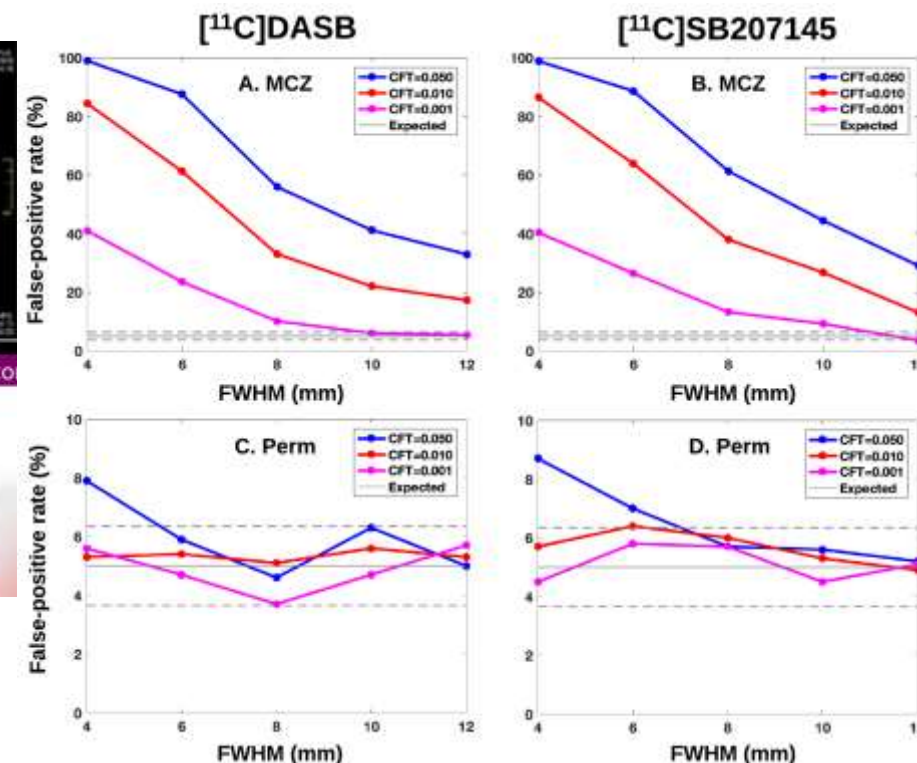 [¹¹C]DASB
[¹¹C]SB207145
A. MCZ
CFT=0.050
CFT=0.010
CFT=0.001
Expected
False-positive rate (%)
100
80
60
40
20
0
4 6 8 10 12
FWHM (mm)
B. MCZ
CFT=0.050
CFT=0.010
CFT=0.001
Expected
100
80
60
40
20
0
4 6 8 10
FWHM (mm)
C. Perm
CFT=0.050
CFT=0.010
CFT=0.001
Expected
False-positive rate (%)
10
8
6
4
2
0
4 6 8 10 12
FWHM (mm)
D. Perm
CFT=0.050
CFT=0.010
CFT=0.001
Expected
10
8
6
4
2
0
4 6 8 10
FWHM (mm)